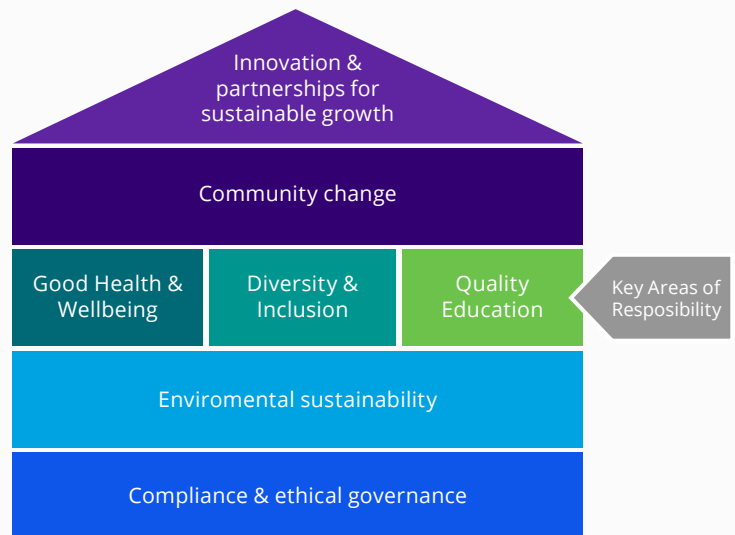 Innovation &
partnerships for
sustainable growth
Community change
Good Health &
Wellbeing
Diversity &
Inclusion
Quality
Education
Key Areas of
Resposibility
Enviromental sustainability
Compliance & ethical governance